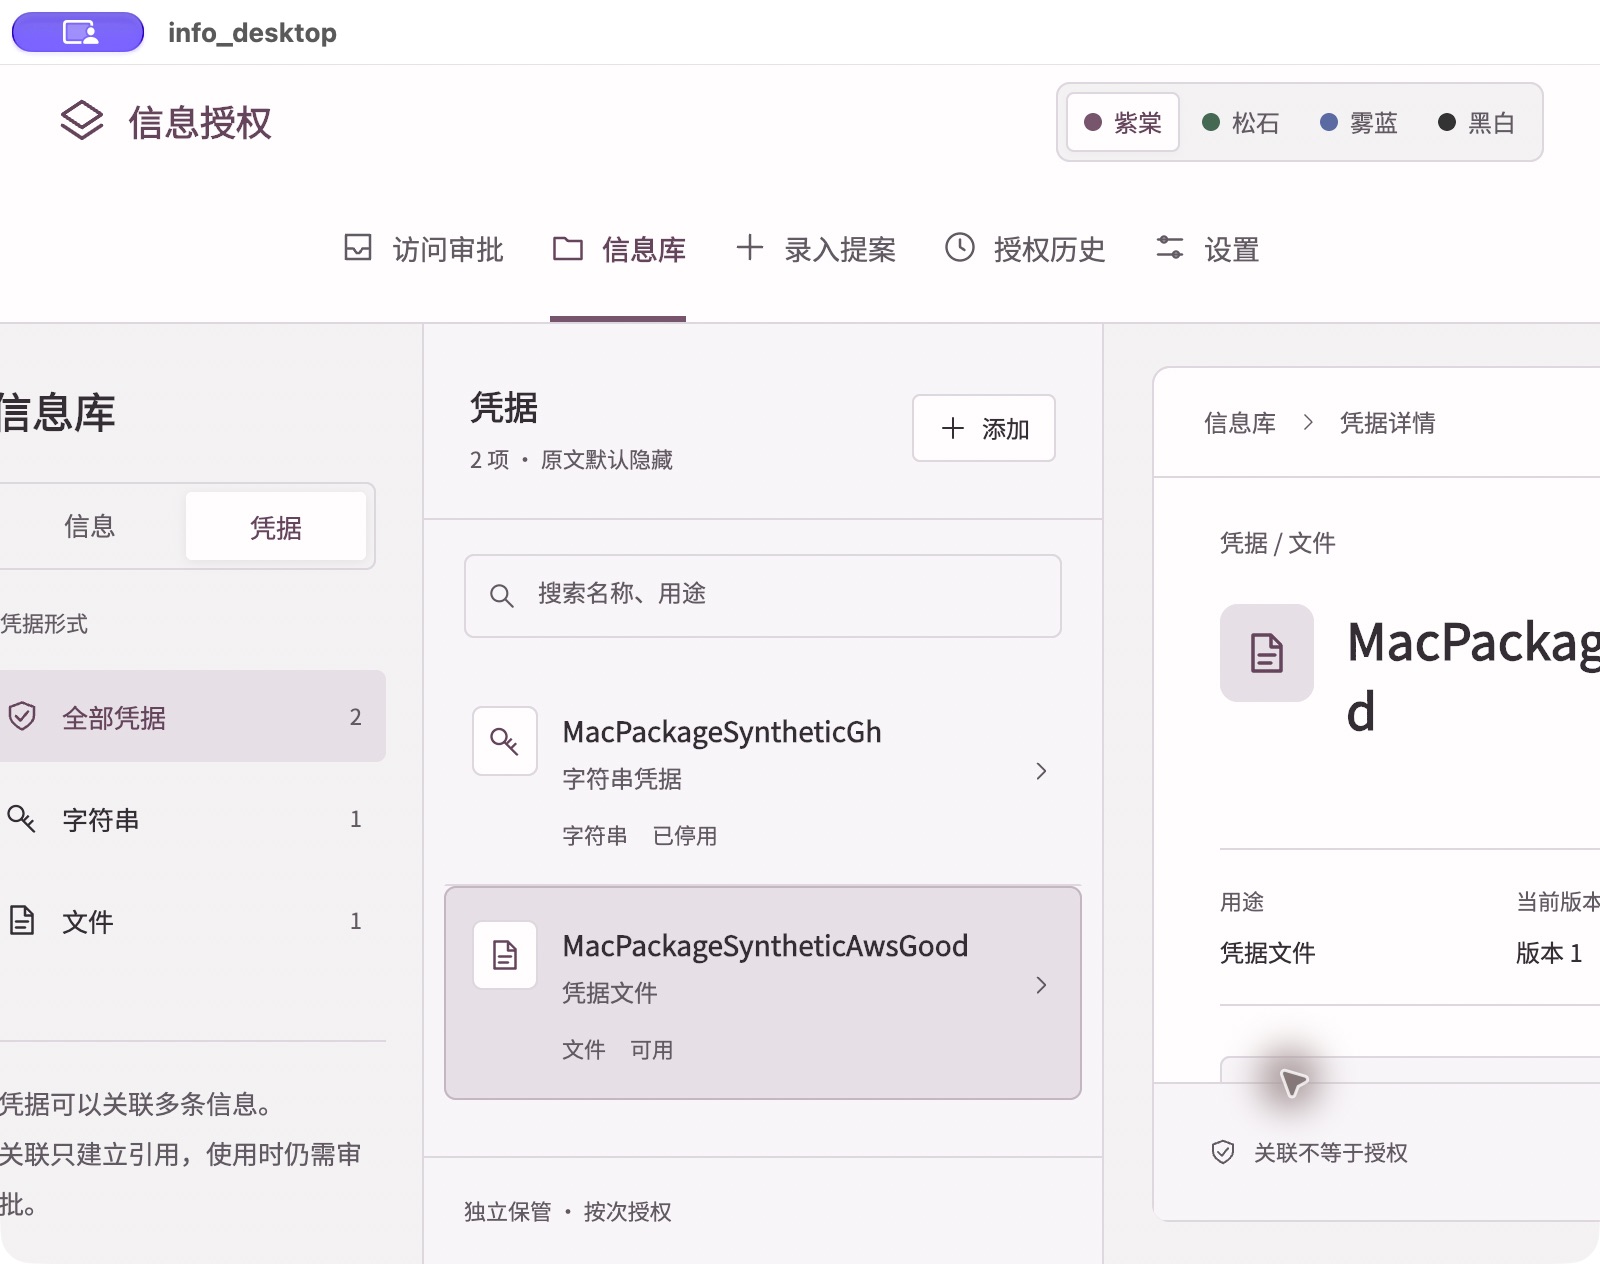 info_desktop
信息授权
紫棠
松石
雾蓝
黑白
访问审批
信息库
录入提案
授权历史
设置
信息库
信息
凭据
凭据形式
全部凭据
2
字符串
1
文件
1
凭据可以关联多条信息。
关联只建立引用，使用时仍需审
批。
凭据
2 项 · 原文默认隐藏
添加
搜索名称、用途
MacPackageSyntheticGh
字符串凭据
字符串 已停用
MacPackageSyntheticAwsGood
凭据文件
文件 可用
独立保管 · 按次授权
信息库 > 凭据详情
凭据 / 文件
MacPackag
d
用途
当前版本
凭据文件
版本 1
关联不等于授权